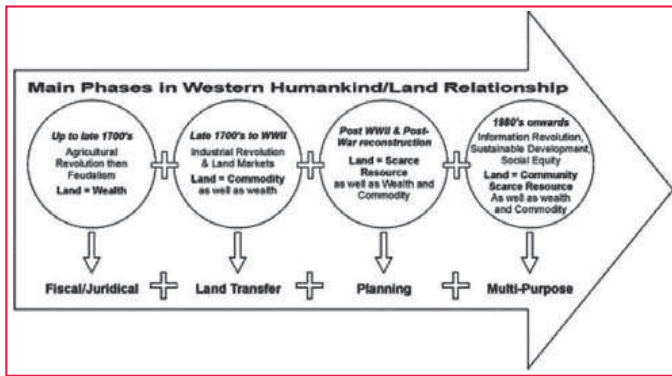 Main Phases in Western Humankind/Land Relationship
Up to late 1700's
Agricultural
Revolution then
Feudalism
Land = Wealth
Late 1700's to WWII
Industrial Revolution
& Land Markets
Land = Commodity
as well as wealth
Post WWII & Post-
War reconstruction
Land = Scarce
Resource
as well as Wealth and
Commodity
1980's onwards
Information Revolution,
Sustainable Development,
Social Equity
Land = Community
Scarce Resource
As well as wealth
and Commodity
Fiscal/Juridical
Land Transfer
Planning
Multi-Purpose